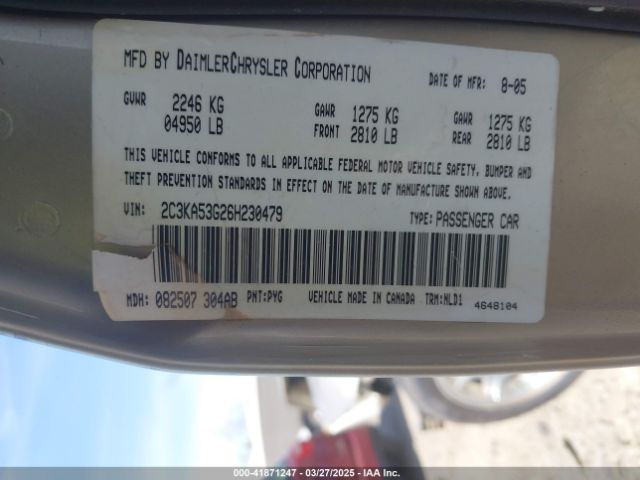 MFD BY DAIMLERCHRYSLER CORPORATION DATE OF MFR: 8-05
GVWR 2246 KG GAWR 1275 KG GAWR 1275 KG
04950 LB FRONT 2810 LB REAR 2810 LB
THIS VEHICLE CONFORMS TO ALL APPLICABLE FEDERAL MOTOR VEHICLE SAFETY, BUMPER AND
THEFT PREVENTION STANDARDS IN EFFECT ON THE DATE OF MANUFACTURE SHOWN ABOVE.
VIN: 2C3KA53G26H230479 TYPE: PASSENGER CAR
MDH: 082507 304AB PNT:PYG VEHICLE MADE IN CANADA TRM:NLD1 4648104
000-41871247 | 03/27/2025 | IAA Inc.